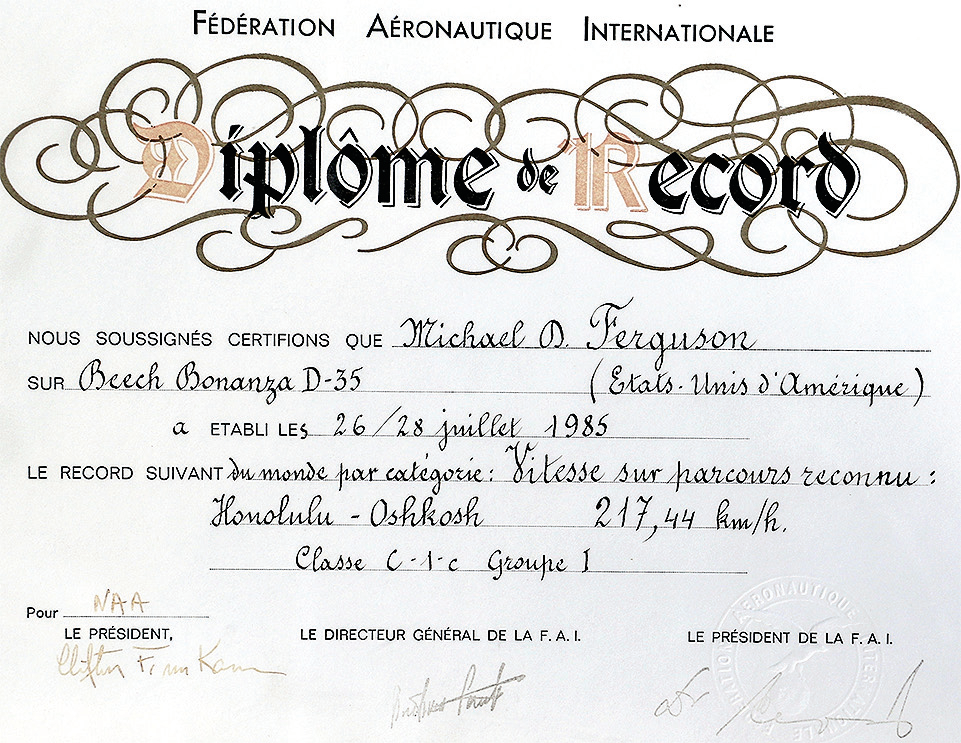 FÉDÉRATION AÉRONAUTIQUE INTERNATIONALE
Diplôme de Record
NOUS SOUSSIGNÉS CERTIFIONS QUE Michael D. Ferguson
SUR Beech Bonanza D-35 (Etats-Unis d'Amérique)
a ETABLI LES 26/28 juillet 1985
LE RECORD SUIVANT du monde par catégorie: Vitesse sur parcours reconnu:
Honolulu - Oshkosh 217,44 km/h.
Classe C-1-c Groupe I
Pour NAA
LE PRÉSIDENT, LE DIRECTEUR GÉNÉRAL DE LA F.A.I. LE PRÉSIDENT DE LA F.A.I.